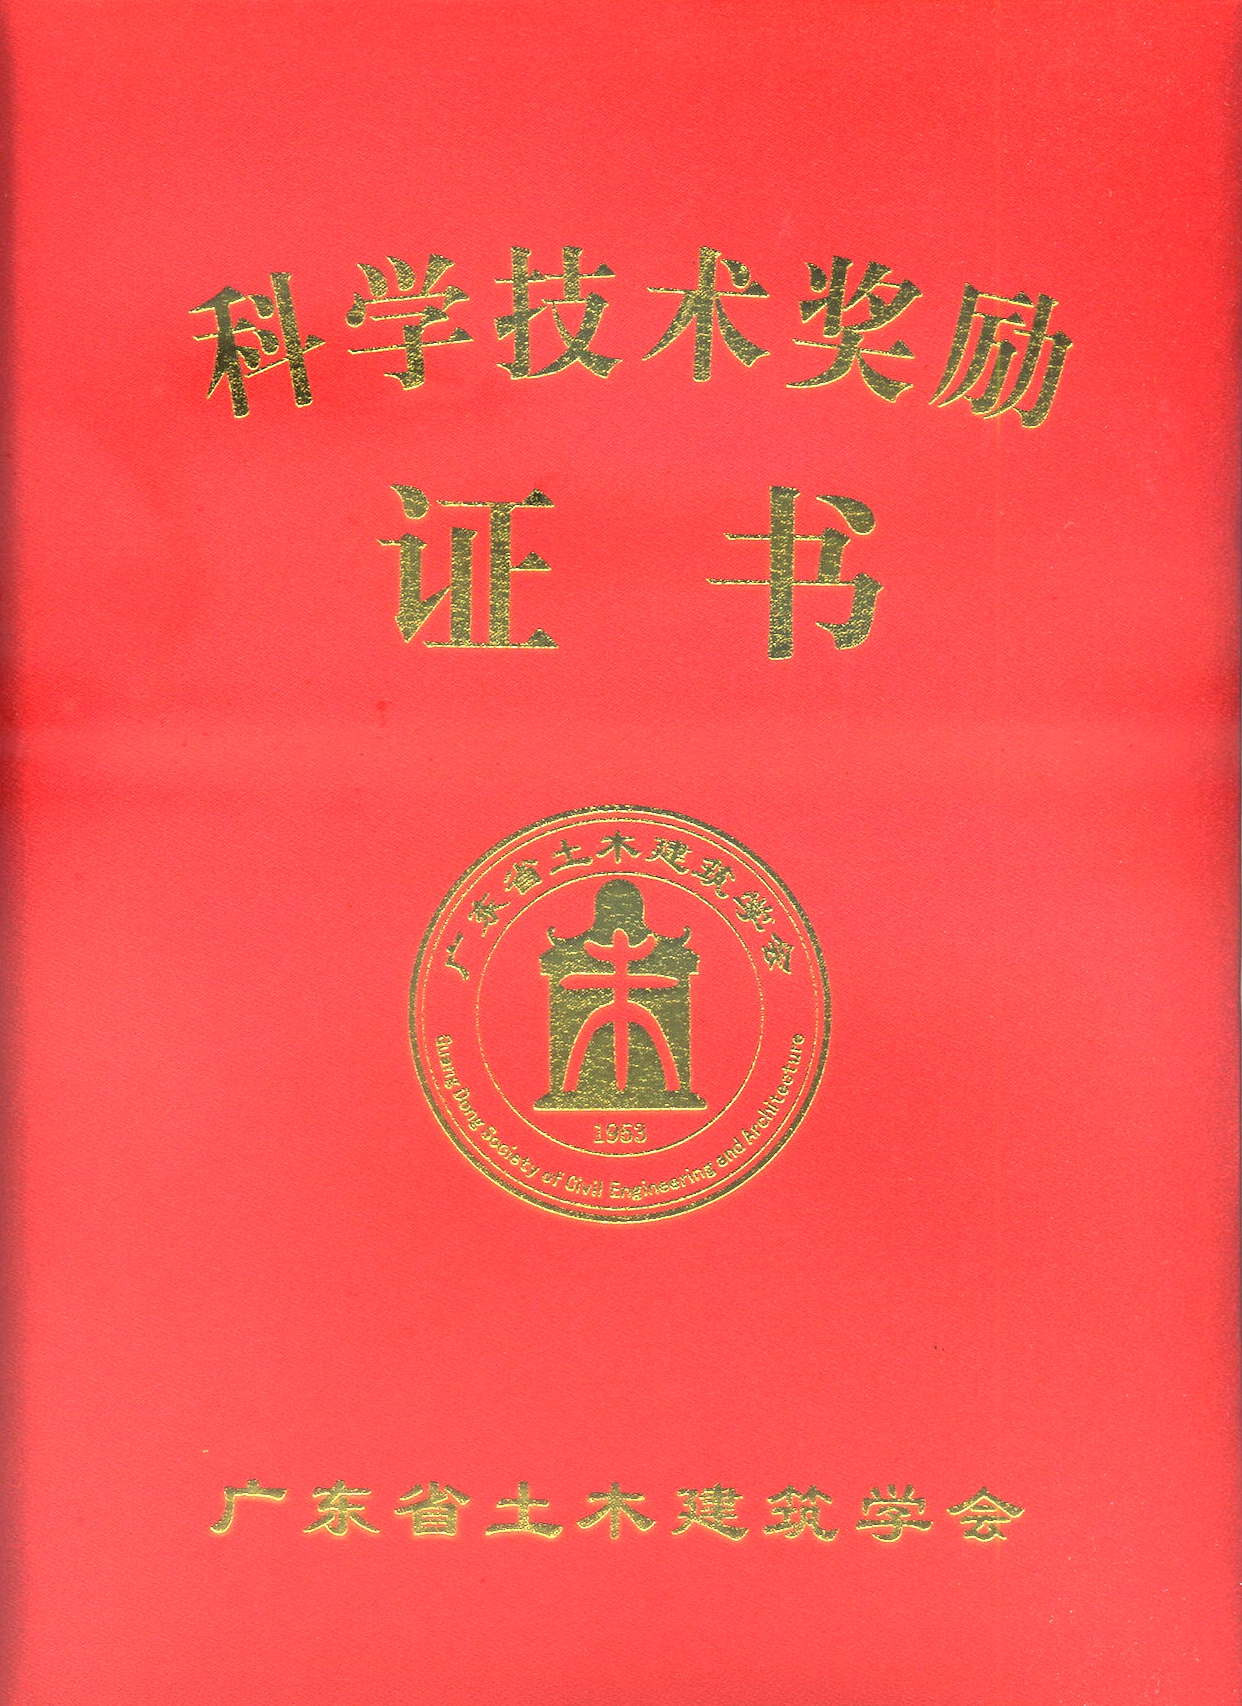 科学技术奖励
证书
广东省土木建筑学会
1953
Guang Dong Society of Civil Engineering and Architecture
广东省土木建筑学会